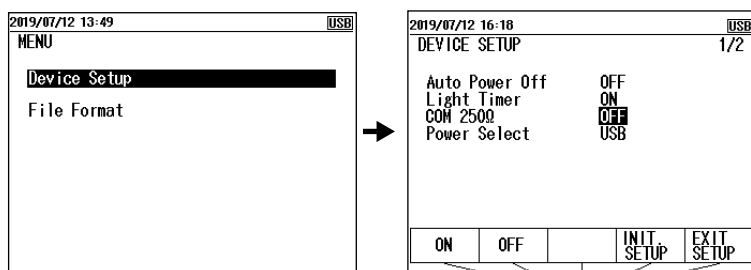 2019/07/12 13:49 USB
MENU
Device Setup
File Format
2019/07/12 16:18 USB
DEVICE SETUP 1/2
Auto Power Off OFF
Light Timer ON
COM 250Ω OFF
Power Select USB
ON OFF INIT. SETUP EXIT SETUP